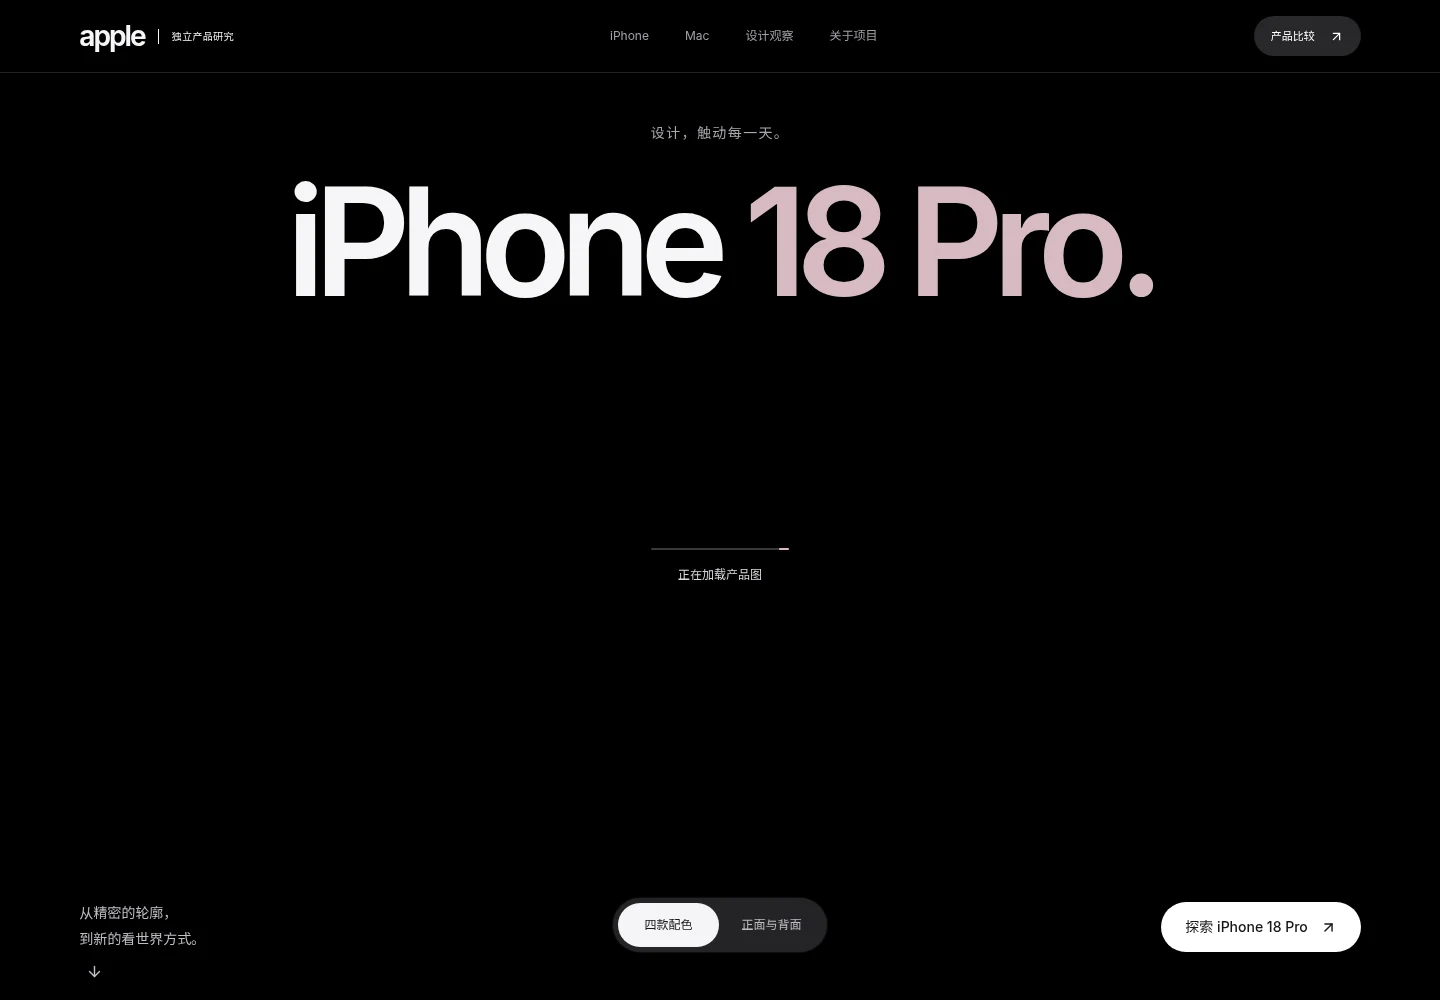 apple
独立产品研究
iPhone
Mac
设计观察
关于项目
产品比较
设计，触动每一天。
iPhone 18 Pro.
正在加载产品图
从精密的轮廓，
到新的看世界方式。
四款配色
正面与背面
探索 iPhone 18 Pro